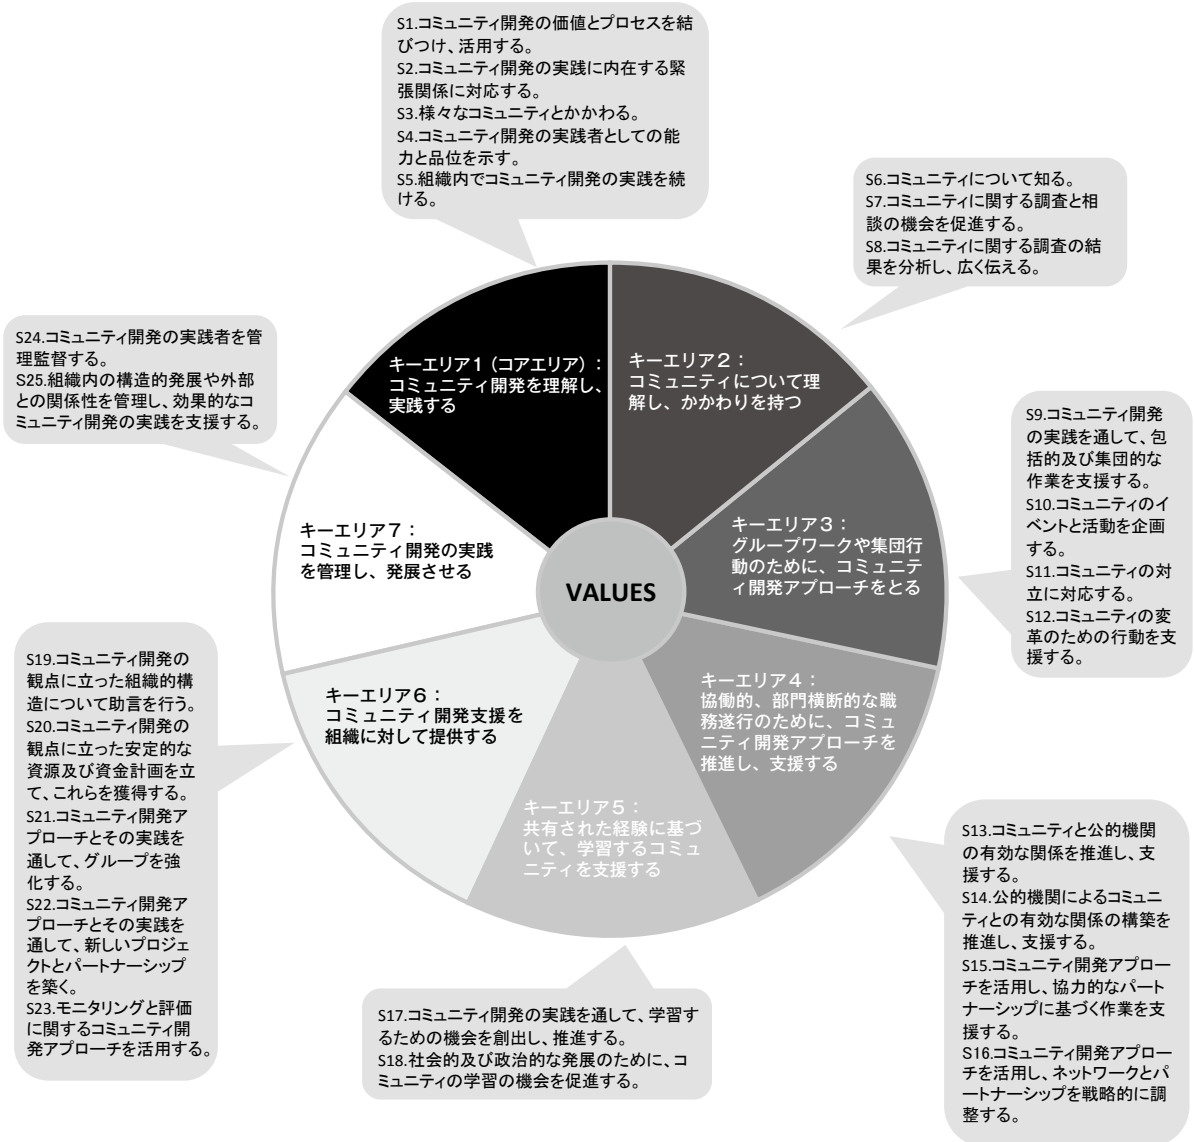 S1.コミュニティ開発の価値とプロセスを結
びつけ、活用する。
S2.コミュニティ開発の実践に内在する緊
張関係に対応する。
S3.様々なコミュニティとかかわる。
S4.コミュニティ開発の実践者としての能
力と品位を示す。
S5.組織内でコミュニティ開発の実践を続
ける。
S6.コミュニティについて知る。
S7.コミュニティに関する調査と相
談の機会を促進する。
S8.コミュニティに関する調査の結
果を分析し、広く伝える。
S24.コミュニティ開発の実践者を管
理監督する。
S25.組織内の構造的発展や外部
との関係性を管理し、効果的なコ
ミュニティ開発の実践を支援する。
キーエリア1（コアエリア）：
コミュニティ開発を理解し、
実践する
キーエリア2：
コミュニティについて理
解し、かかわりを持つ
S9.コミュニティ開発
の実践を通して、包
括的及び集団的な
作業を支援する。
S10.コミュニティのイ
ベントと活動を企画
する。
S11.コミュニティの対
立に対応する。
S12.コミュニティの変
革のための行動を支
援する。
キーエリア7：
コミュニティ開発の実践
を管理し、発展させる
キーエリア3：
グループワークや集団行
動のために、コミュニテ
ィ開発アプローチをとる
VALUES
S19.コミュニティ開発の
観点に立った組織的構
造について助言を行う。
S20.コミュニティ開発の
観点に立った安定的な
資源及び資金計画を立
て、これらを獲得する。
S21.コミュニティ開発ア
プローチとその実践を
通して、グループを強
化する。
S22.コミュニティ開発ア
プローチとその実践を
通して、新しいプロジェ
クトとパートナーシップ
を築く。
S23.モニタリングと評価
に関するコミュニティ開
発アプローチを活用する。
キーエリア6：
コミュニティ開発支援を
組織に対して提供する
キーエリア4：
協働的、部門横断的な職
務遂行のために、コミュ
ニティ開発アプローチを
推進し、支援する
キーエリア5：
共有された経験に基づ
いて、学習するコミュ
ニティを支援する
S13.コミュニティと公的機関
の有効な関係を推進し、支
援する。
S14.公的機関によるコミュニ
ティとの有効な関係の構築を
推進し、支援する。
S15.コミュニティ開発アプロー
チを活用し、協力的なパート
ナーシップに基づく作業を支
援する。
S16.コミュニティ開発アプロー
チを活用し、ネットワークとパ
ートナーシップを戦略的に調
整する。
S17.コミュニティ開発の実践を通して、学習す
るための機会を創出し、推進する。
S18.社会的及び政治的な発展のために、コ
ミュニティの学習の機会を促進する。